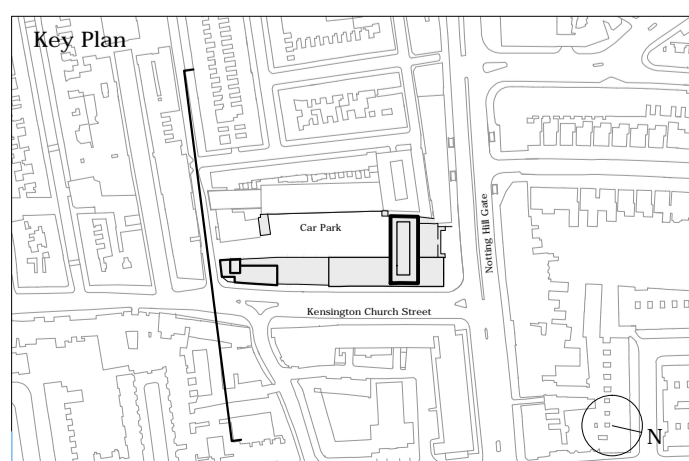 Key Plan
Car Park
Notting Hill Gate
Kensington Church Street
N